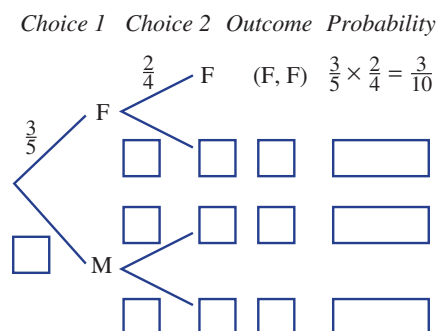 Choice 1 Choice 2 Outcome Probability
2/4 F (F, F) 3/5 × 2/4 = 3/10
F
3/5
M